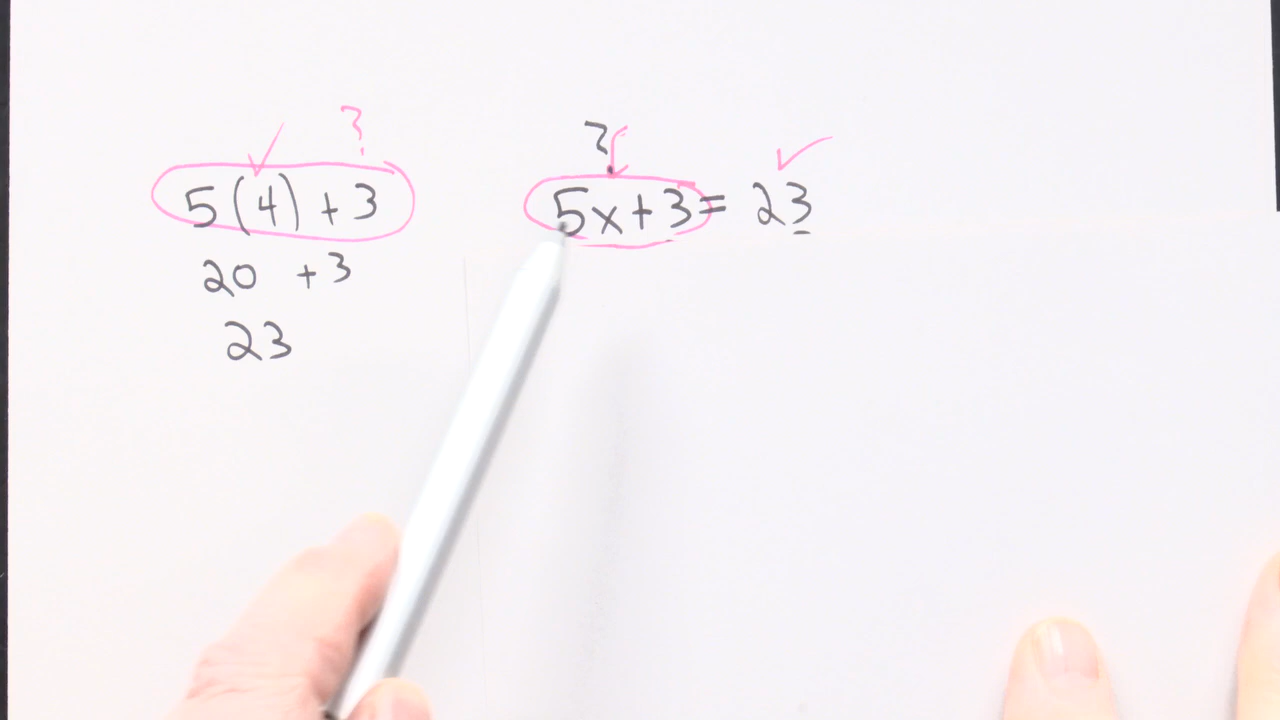 ? ?
5(4) + 3 5x + 3 = 23
20 + 3
23